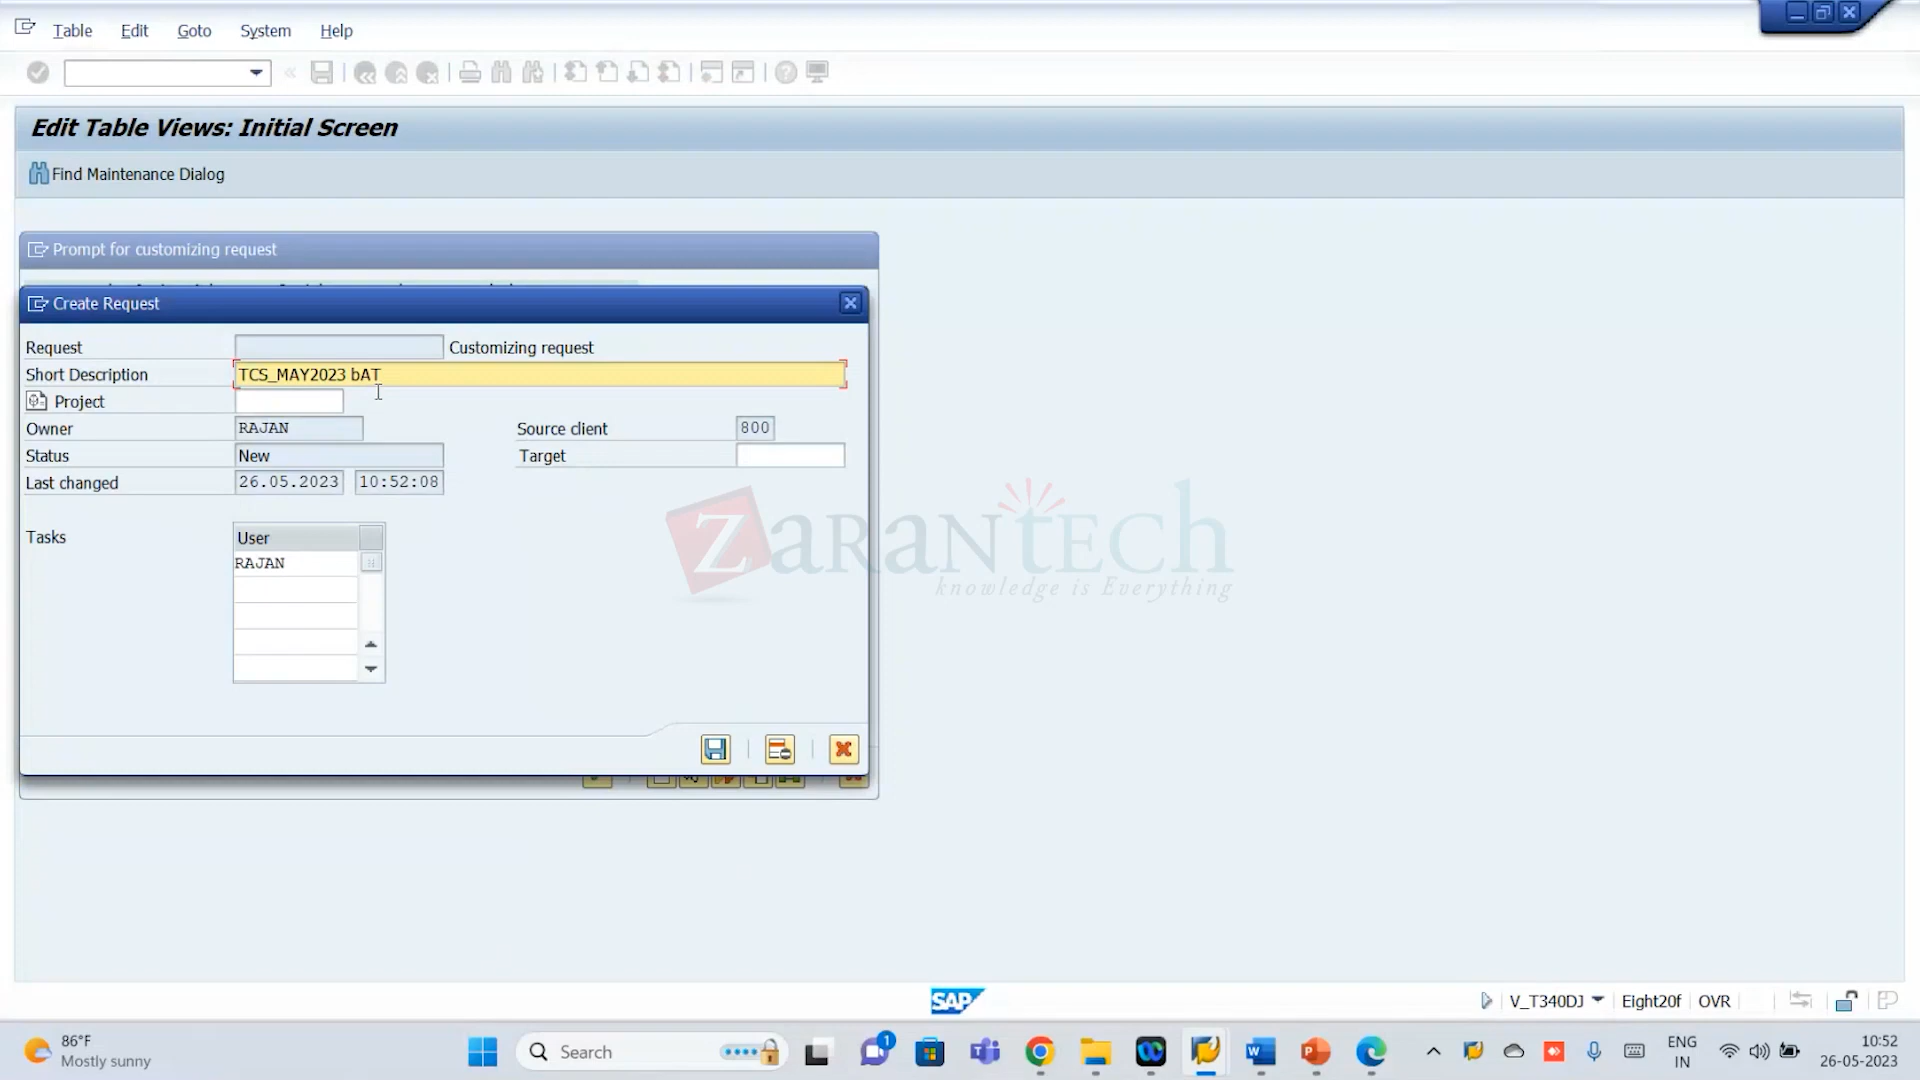 Table Edit Goto System Help
Edit Table Views: Initial Screen
Find Maintenance Dialog
Prompt for customizing request
Create Request
Request Customizing request
Short Description TCS_MAY2023 bAT
Project
Owner RAJAN Source client 800
Status New Target
Last changed 26.05.2023 10:52:08
Tasks User
RAJAN
ZaranTech
knowledge is Everything
SAP V_T340DJ Eight20f OVR
86°F
Mostly sunny
Search
1
ENG
IN
10:52
26-05-2023